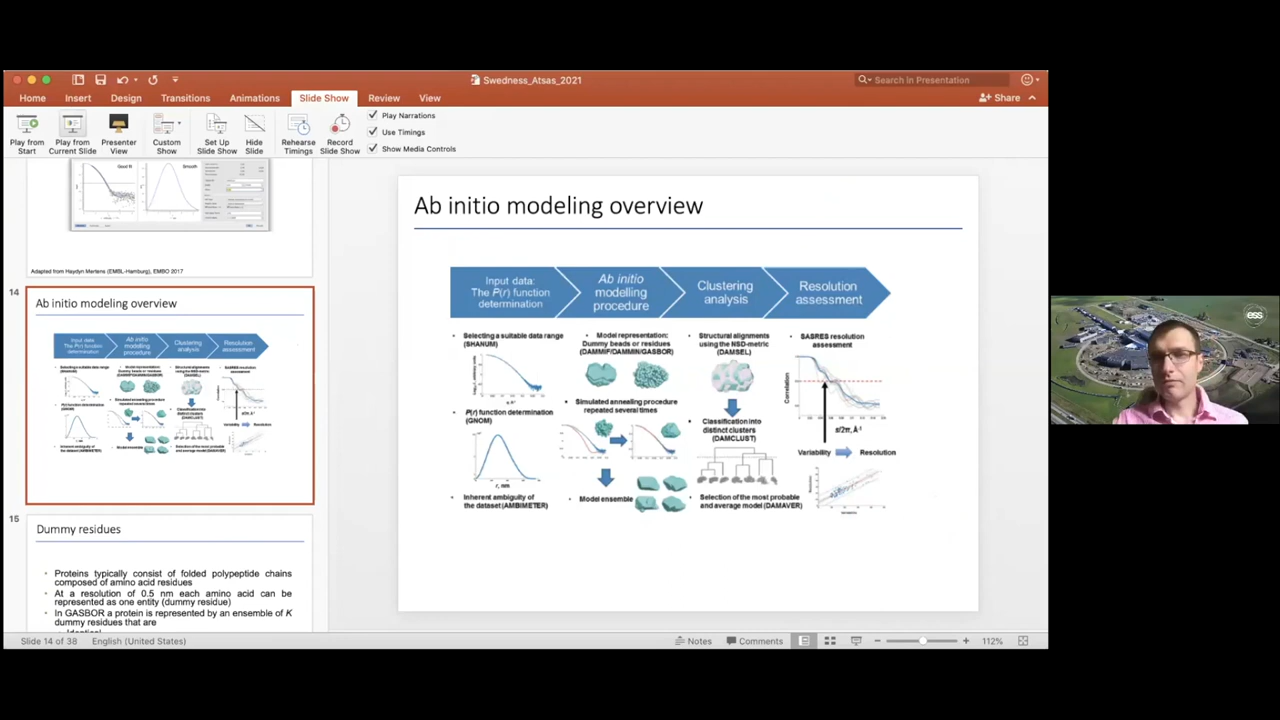 Swedness_Atsas_2021
Search in Presentation
Home Insert Design Transitions Animations Slide Show Review View
Share
Play from Start
Play from Current Slide
Presenter View
Custom Show
Set Up Slide Show
Hide Slide
Rehearse Timings
Record Slide Show
Play Narrations
Use Timings
Show Media Controls
Good fit
Smooth
Adapted from Haydyn Mertens (EMBL-Hamburg), EMBO 2017
14
Ab initio modeling overview
15
Dummy residues
• Proteins typically consist of folded polypeptide chains
composed of amino acid residues
• At a resolution of 0.5 nm each amino acid can be
represented as one entity (dummy residue)
• In GASBOR a protein is represented by an ensemble of K
dummy residues that are
Ab initio modeling overview
Input data:
The P(r) function
determination
Ab initio
modelling
procedure
Clustering
analysis
Resolution
assessment
• Selecting a suitable data range
(SHANUM)
• P(r) function determination
(GNOM)
r, nm
• Inherent ambiguity of
the dataset (AMBIMETER)
• Model representation:
Dummy beads or residues
(DAMMIF/DAMMIN/GASBOR)
• Simulated annealing procedure
repeated several times
• Model ensemble
• Structural alignments
using the NSD-metric
(DAMSEL)
• Classification into
distinct clusters
(DAMCLUST)
• Selection of the most probable
and average model (DAMAVER)
• SASRES resolution
assessment
Correlation
s/2π, Å⁻¹
Variability
Resolution
ess
Slide 14 of 38
English (United States)
Notes
Comments
112%